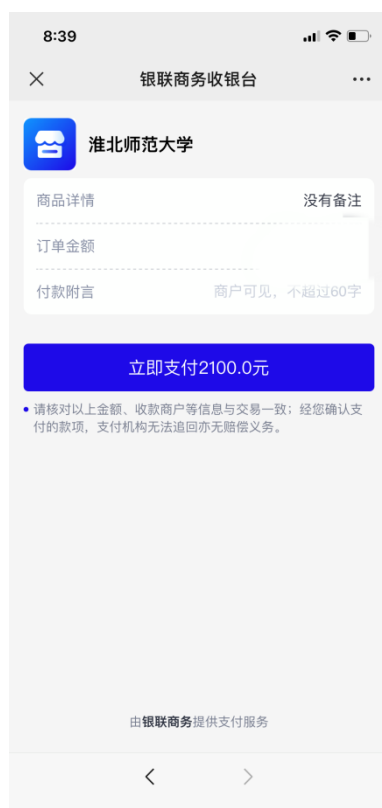 8:39
银联商务收银台
淮北师范大学
商品详情 没有备注
订单金额
付款附言 商户可见，不超过60字
立即支付2100.0元
请核对以上金额、收款商户等信息与交易一致；经您确认支
付的款项，支付机构无法追回亦无赔偿义务。
由银联商务提供支付服务